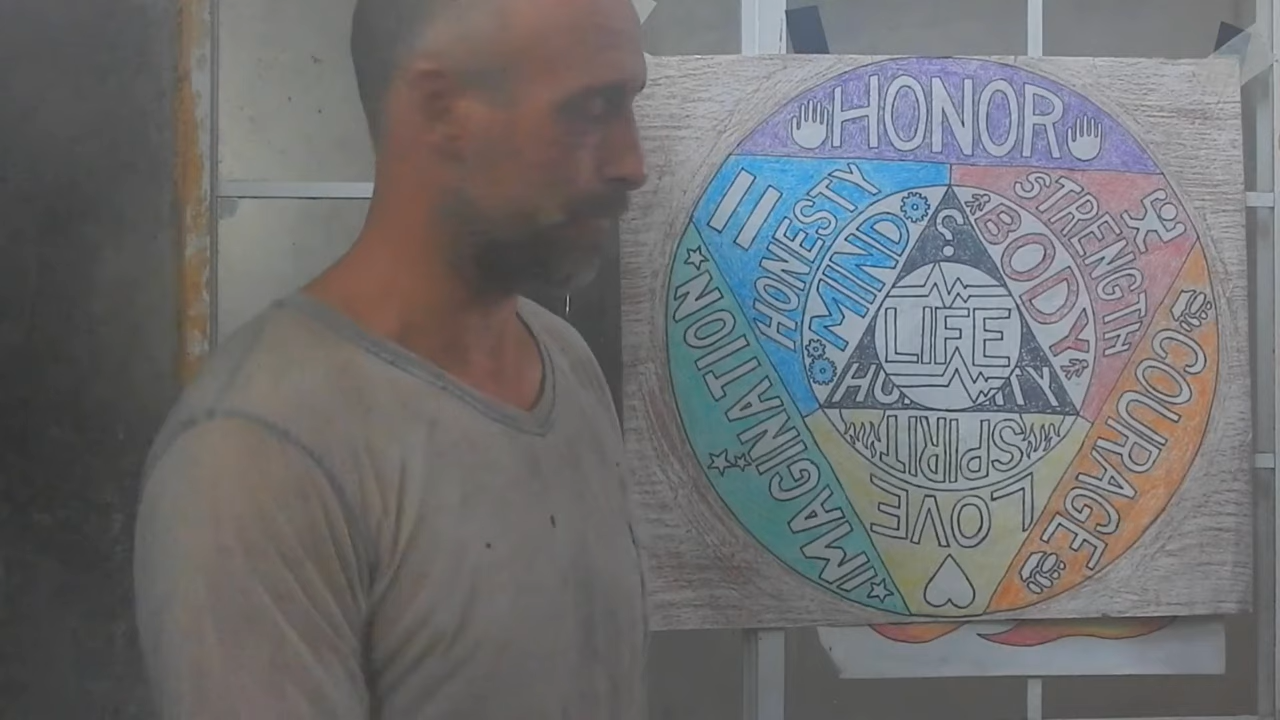 HONOR
HONESTY
STRENGTH
MIND
?
BODY
LIFE
IMAGINATION
COURAGE
SPIRIT
LOVE